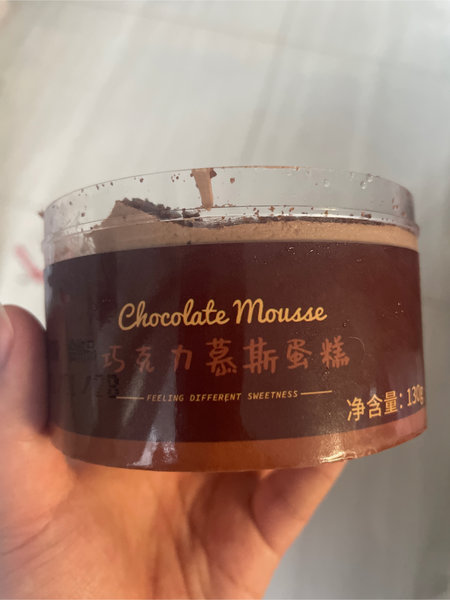 Chocolate Mousse
巧克力慕斯蛋糕
FEELING DIFFERENT SWEETNESS
净含量：130g